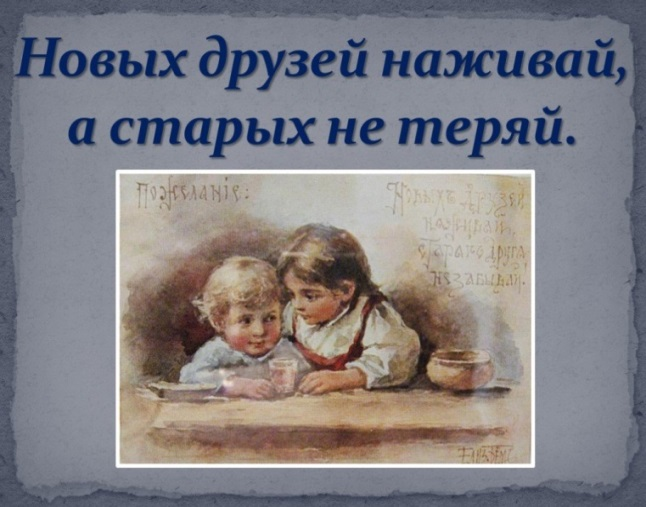 Новых друзей наживай,
а старых не теряй.
Пожеланіе:
Новыхъ друзей
наживай,
стараго друга
не забывай.